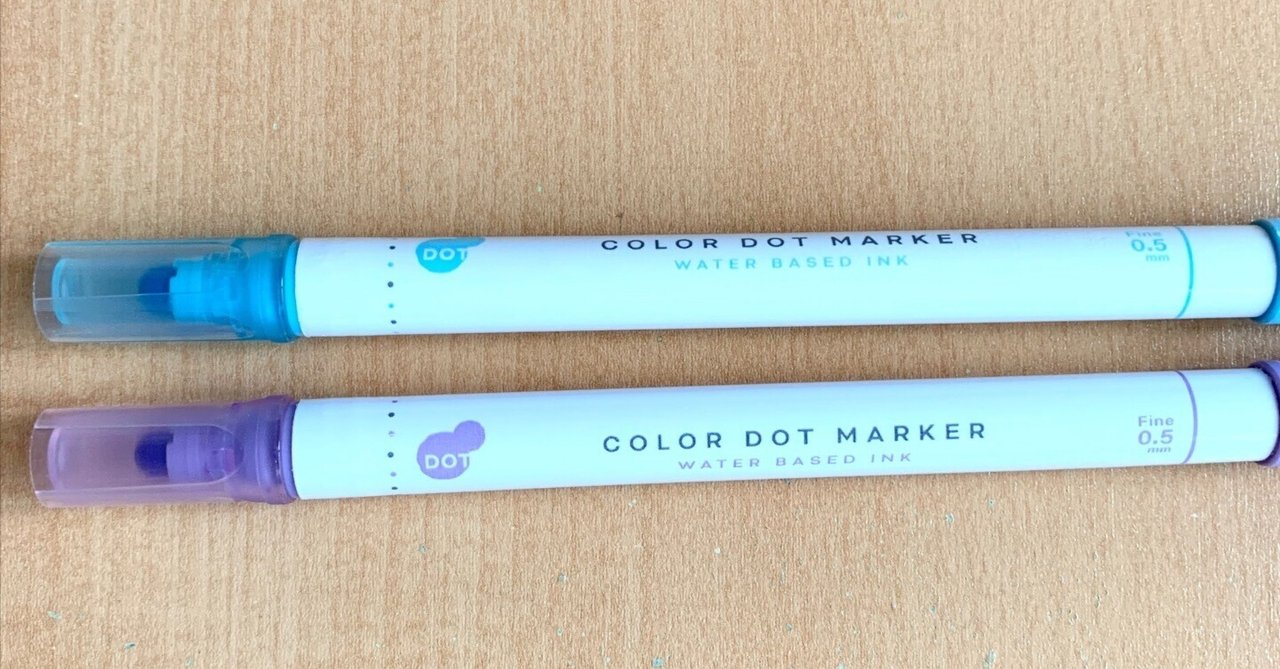 DOT
COLOR DOT MARKER
WATER BASED INK
Fine
0.5
mm
DOT
COLOR DOT MARKER
WATER BASED INK
Fine
0.5
mm